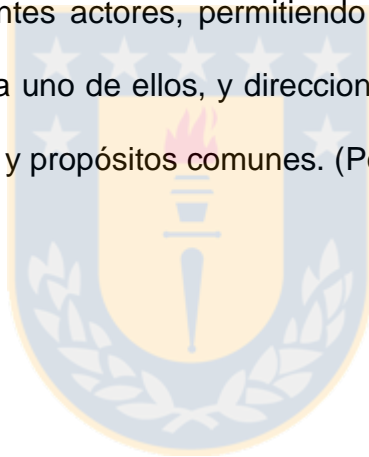 ntes actores, permitiendo
a uno de ellos, y direccion
y propósitos comunes. (P